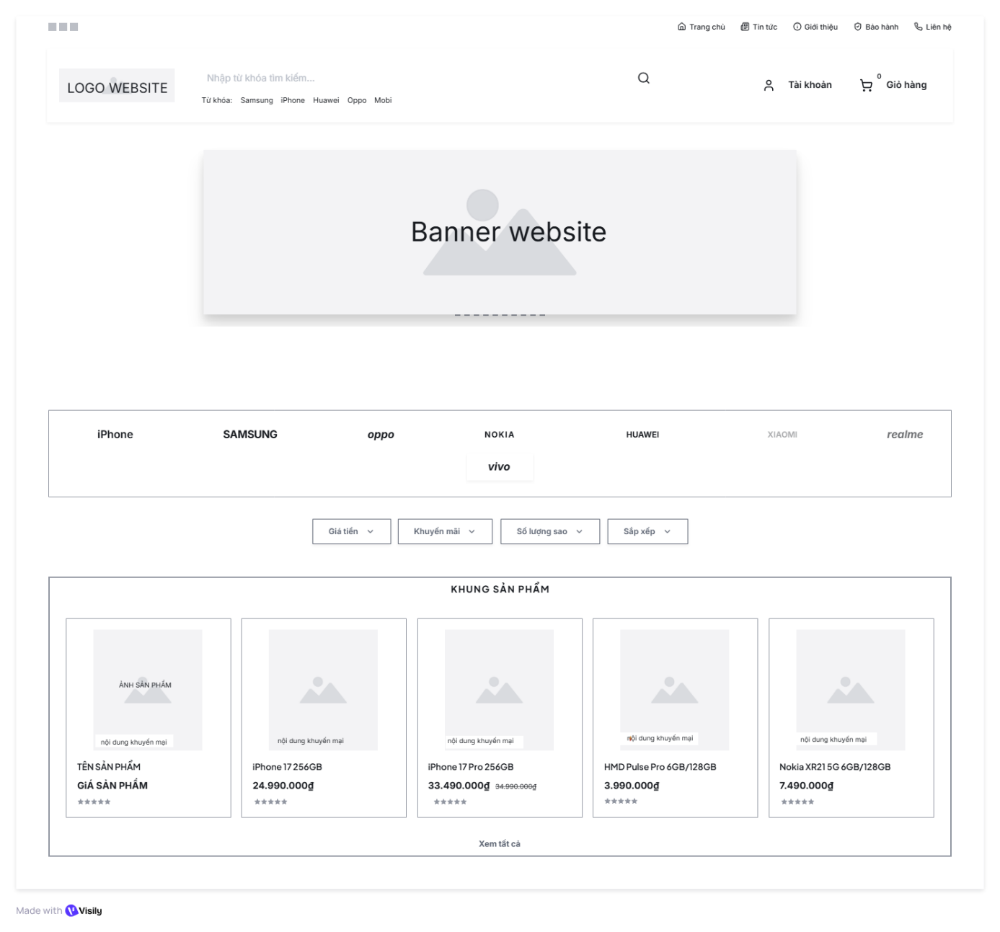 Trang chủ Tin tức Giới thiệu Bảo hành Liên hệ
LOGO WEBSITE
Nhập từ khóa tìm kiếm...
Từ khóa: Samsung iPhone Huawei Oppo Mobi
Tài khoản
0
Giỏ hàng
Banner website
iPhone SAMSUNG oppo NOKIA HUAWEI XIAOMI realme
vivo
Giá tiền Khuyến mãi Số lượng sao Sắp xếp
KHUNG SẢN PHẨM
ẢNH SẢN PHẨM
nội dung khuyến mại
TÊN SẢN PHẨM
GIÁ SẢN PHẨM
nội dung khuyến mại
iPhone 17 256GB
24.990.000₫
nội dung khuyến mại
iPhone 17 Pro 256GB
33.490.000₫ 34.990.000₫
nội dung khuyến mại
HMD Pulse Pro 6GB/128GB
3.990.000₫
nội dung khuyến mại
Nokia XR21 5G 6GB/128GB
7.490.000₫
Xem tất cả
Made with Visily